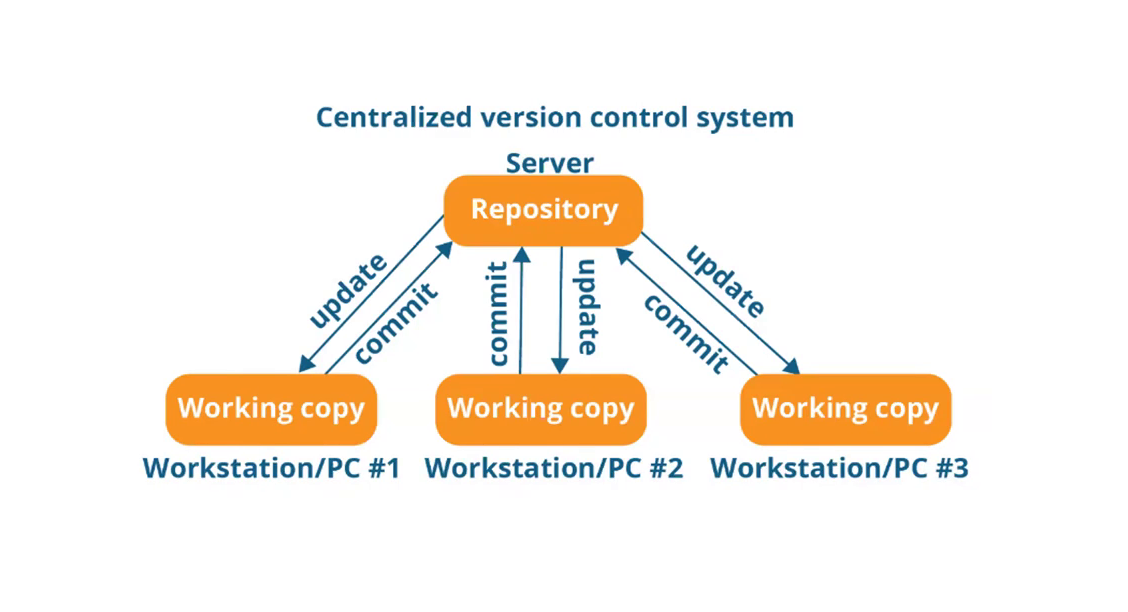 Centralized version control system
Server
Repository
update
commit
commit
update
commit
update
Working copy
Working copy
Working copy
Workstation/PC #1
Workstation/PC #2
Workstation/PC #3